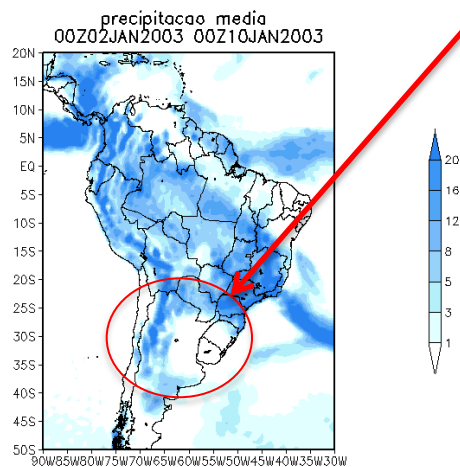 precipitacao media
00Z02JAN2003 00Z10JAN2003
20N
15N
10N
5N
EQ
5S
10S
15S
20S
25S
30S
35S
40S
45S
50S
90W85W80W75W70W65W60W55W50W45W40W35W30W
20
16
12
8
5
3
1